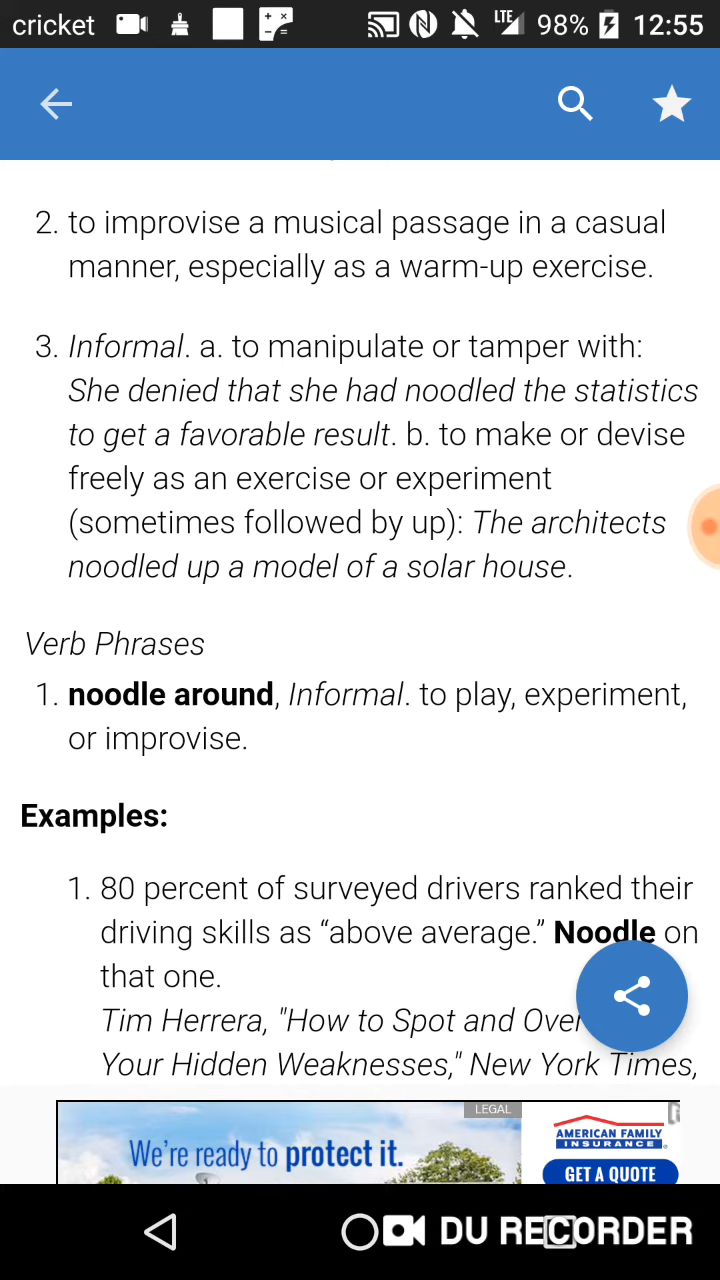 cricket LTE 98% 12:55
2. to improvise a musical passage in a casual
manner, especially as a warm-up exercise.
3. Informal. a. to manipulate or tamper with:
She denied that she had noodled the statistics
to get a favorable result. b. to make or devise
freely as an exercise or experiment
(sometimes followed by up): The architects
noodled up a model of a solar house.
Verb Phrases
1. noodle around, Informal. to play, experiment,
or improvise.
Examples:
1. 80 percent of surveyed drivers ranked their
driving skills as “above average.” Noodle on
that one.
Tim Herrera, "How to Spot and
Your Hidden Weaknesses," New York Times,
LEGAL
We're ready to protect it.
AMERICAN FAMILY
INSURANCE
GET A QUOTE
DU RECORDER